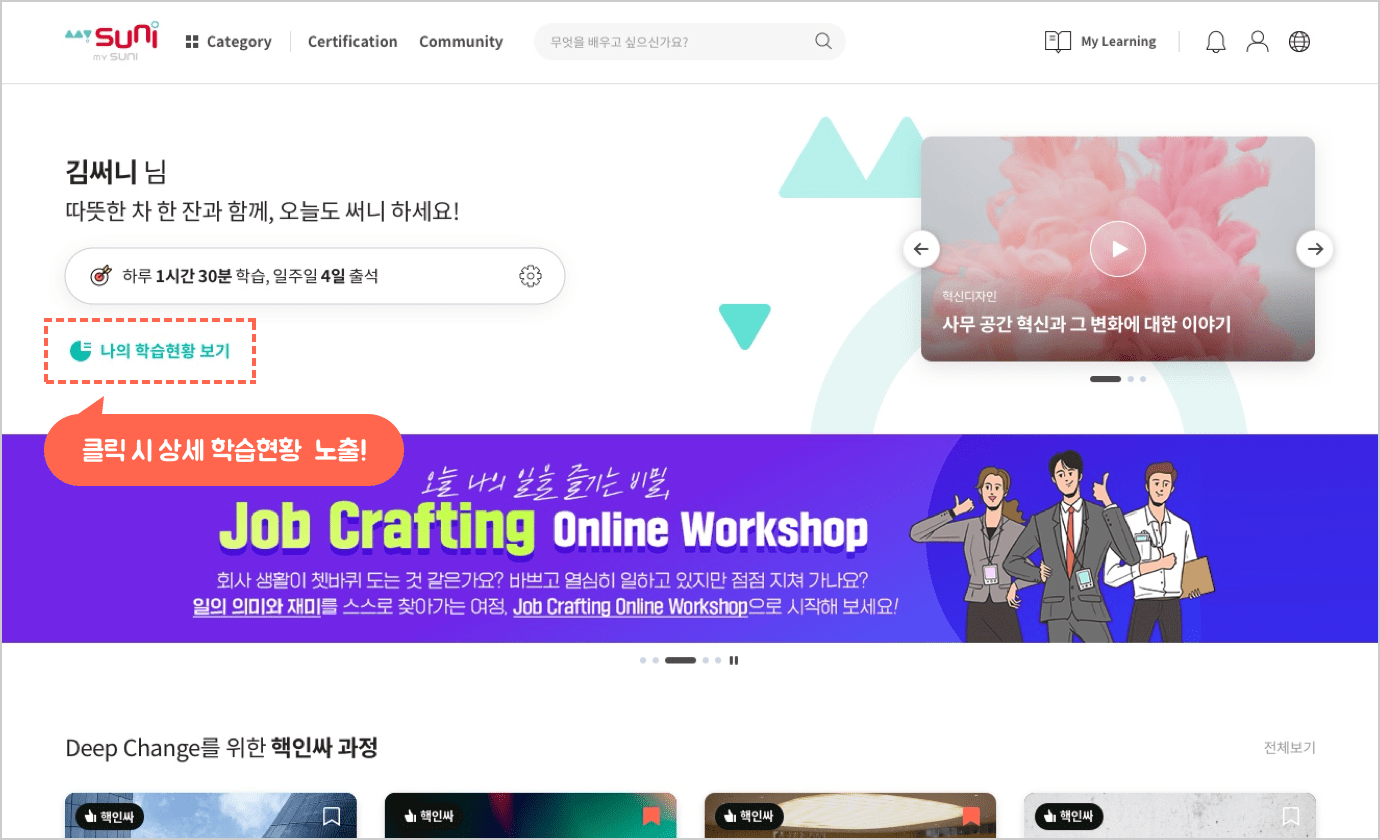 mySUNI
MY SUNI
Category
Certification
Community
무엇을 배우고 싶으신가요?
My Learning
김써니 님
따뜻한 차 한 잔과 함께, 오늘도 써니 하세요!
하루 1시간 30분 학습, 일주일 4일 출석
나의 학습현황 보기
클릭 시 상세 학습현황 노출!
혁신디자인
사무 공간 혁신과 그 변화에 대한 이야기
오늘 나의 일을 즐기는 비밀,
Job Crafting Online Workshop
회사 생활이 쳇바퀴 도는 것 같은가요? 바쁘고 열심히 일하고 있지만 점점 지쳐 가나요?
일의 의미와 재미를 스스로 찾아가는 여정, Job Crafting Online Workshop으로 시작해 보세요!
Deep Change를 위한 핵인싸 과정
전체보기
핵인싸
핵인싸
핵인싸
핵인싸